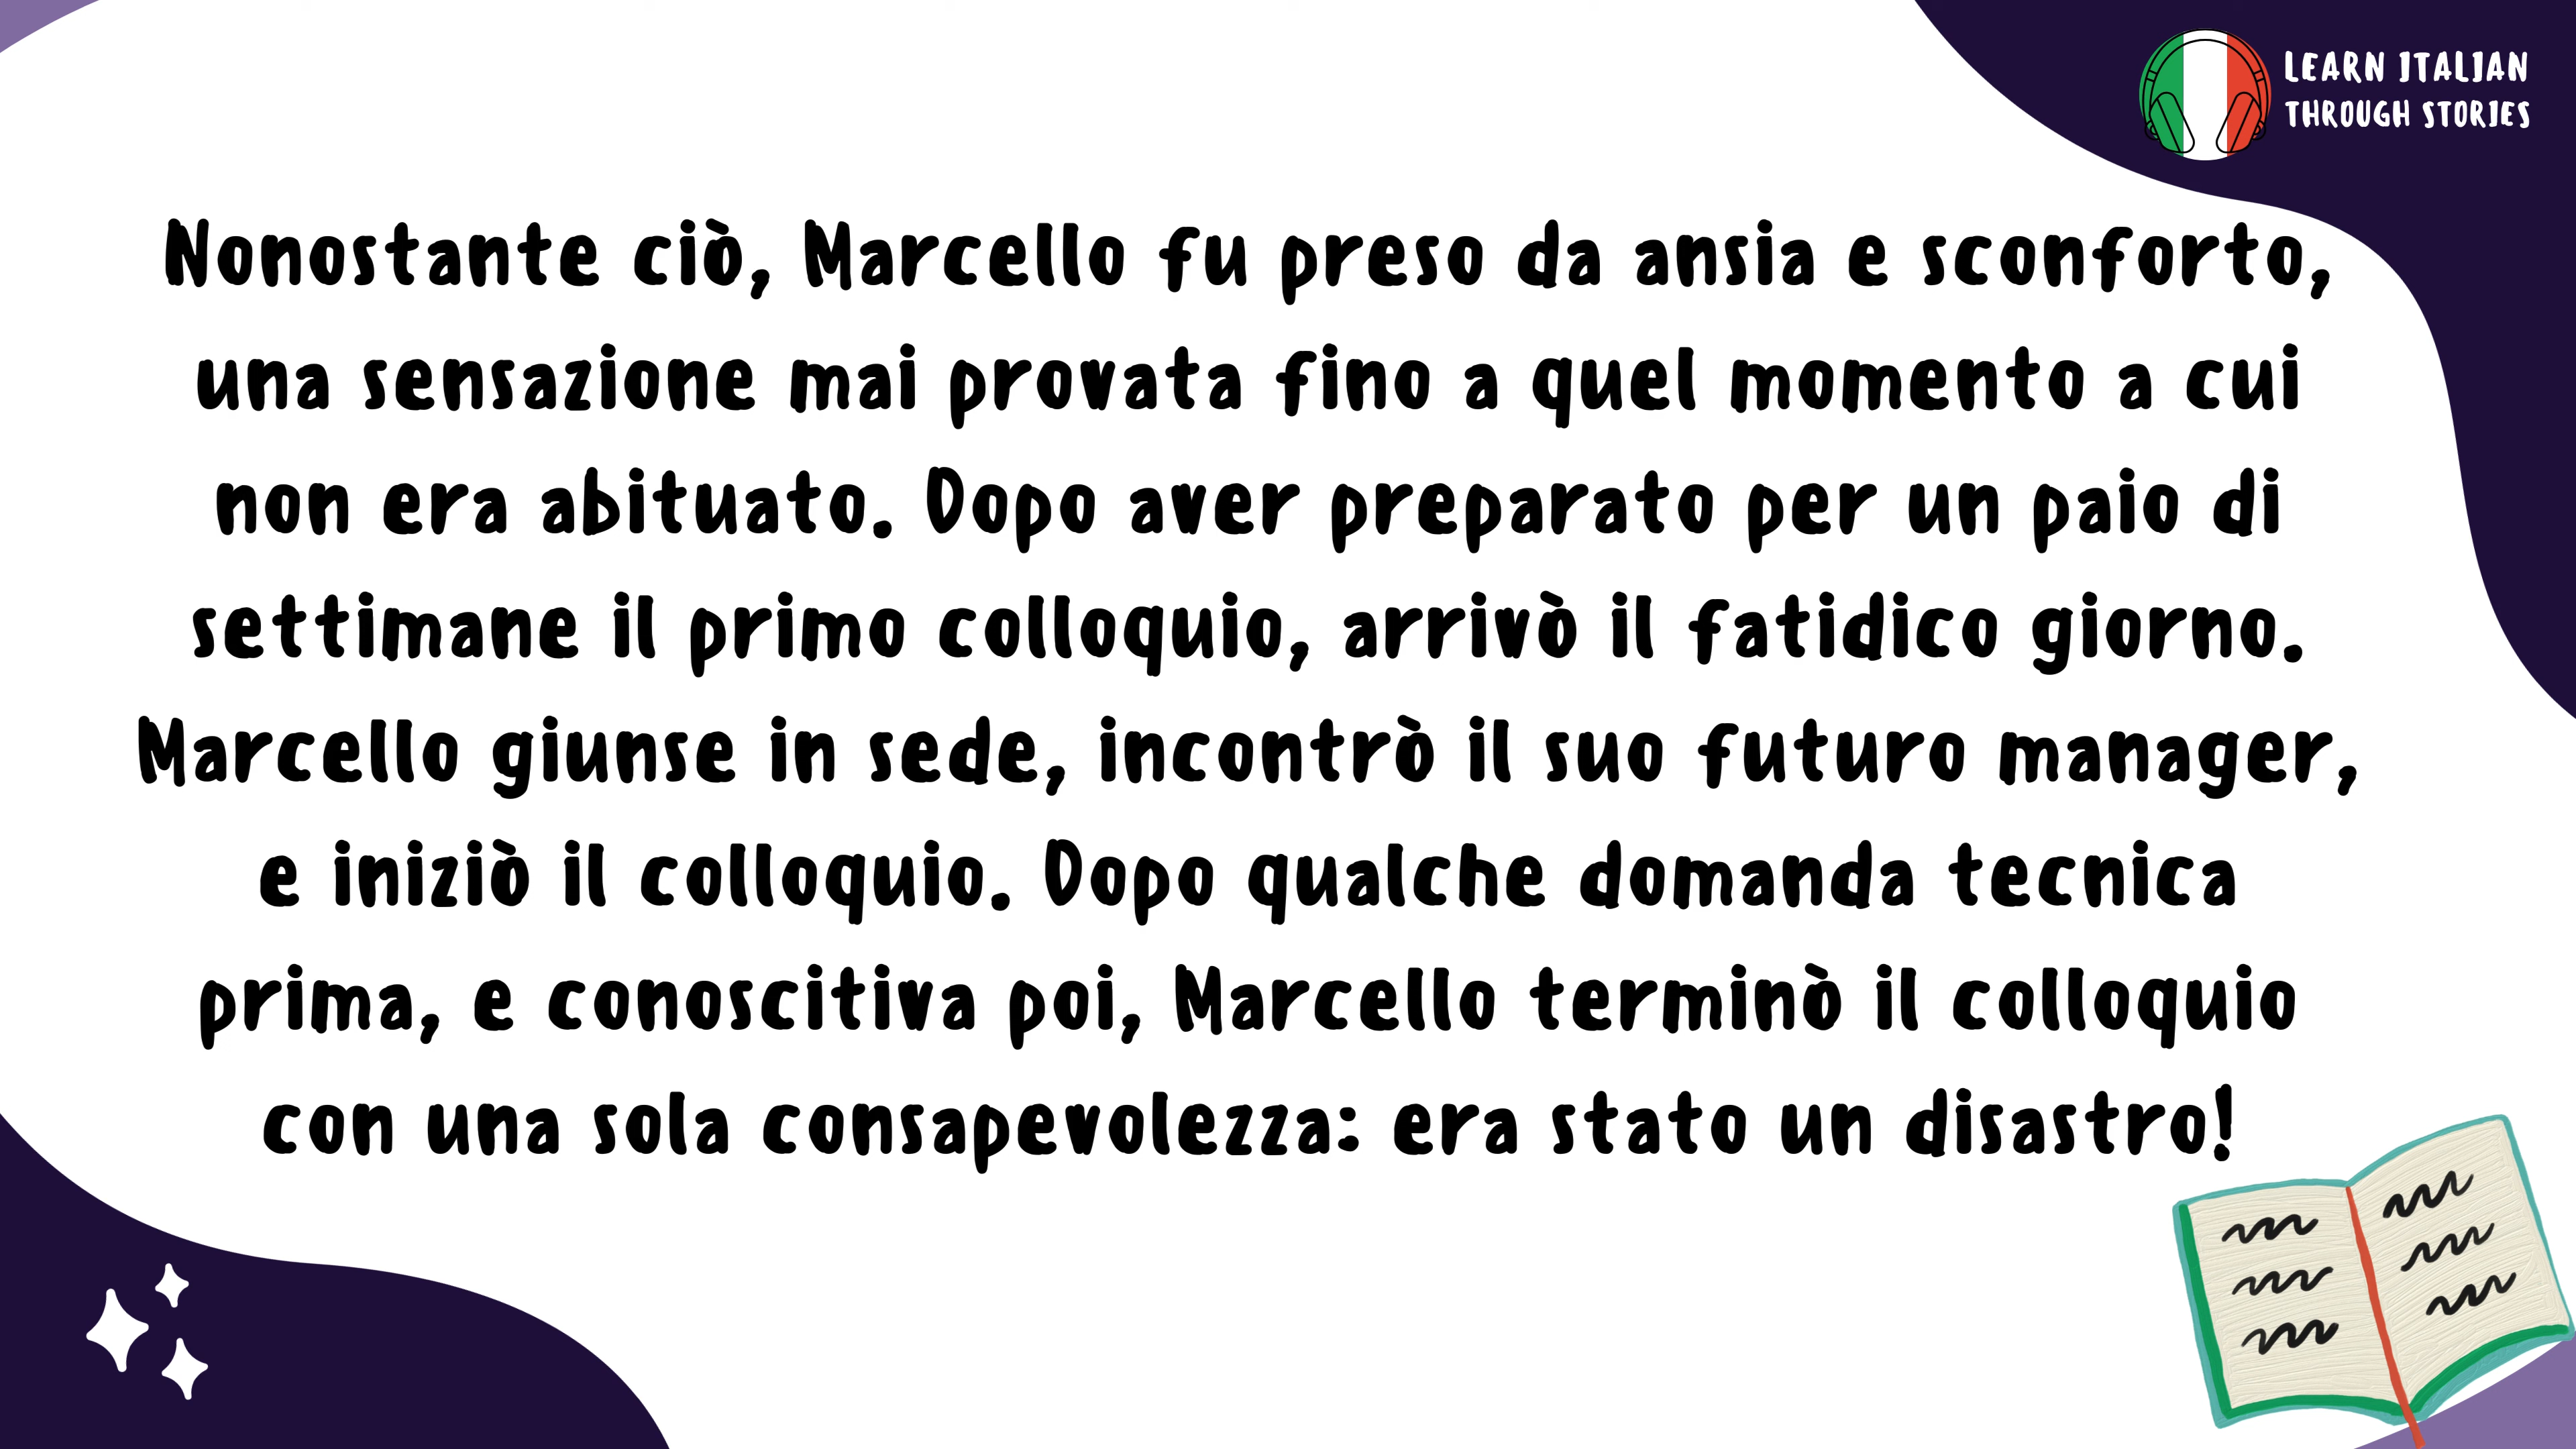 LEARN ITALIAN
THROUGH STORIES
Nonostante ciò, Marcello fu preso da ansia e sconforto,
una sensazione mai provata fino a quel momento a cui
non era abituato. Dopo aver preparato per un paio di
settimane il primo colloquio, arrivò il fatidico giorno.
Marcello giunse in sede, incontrò il suo futuro manager,
e iniziò il colloquio. Dopo qualche domanda tecnica
prima, e conoscitiva poi, Marcello terminò il colloquio
con una sola consapevolezza: era stato un disastro!